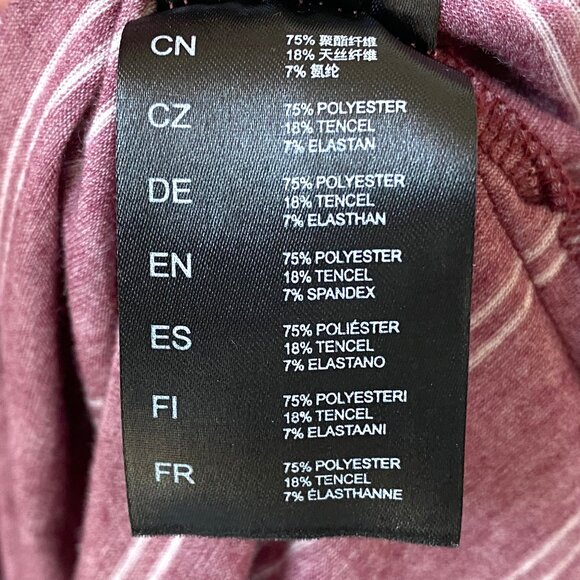 CN 75% 聚酯纤维
18% 天丝纤维
7% 氨纶
CZ 75% POLYESTER
18% TENCEL
7% ELASTAN
DE 75% POLYESTER
18% TENCEL
7% ELASTHAN
EN 75% POLYESTER
18% TENCEL
7% SPANDEX
ES 75% POLIÉSTER
18% TENCEL
7% ELASTANO
FI 75% POLYESTERI
18% TENCEL
7% ELASTAANI
FR 75% POLYESTER
18% TENCEL
7% ÉLASTHANNE